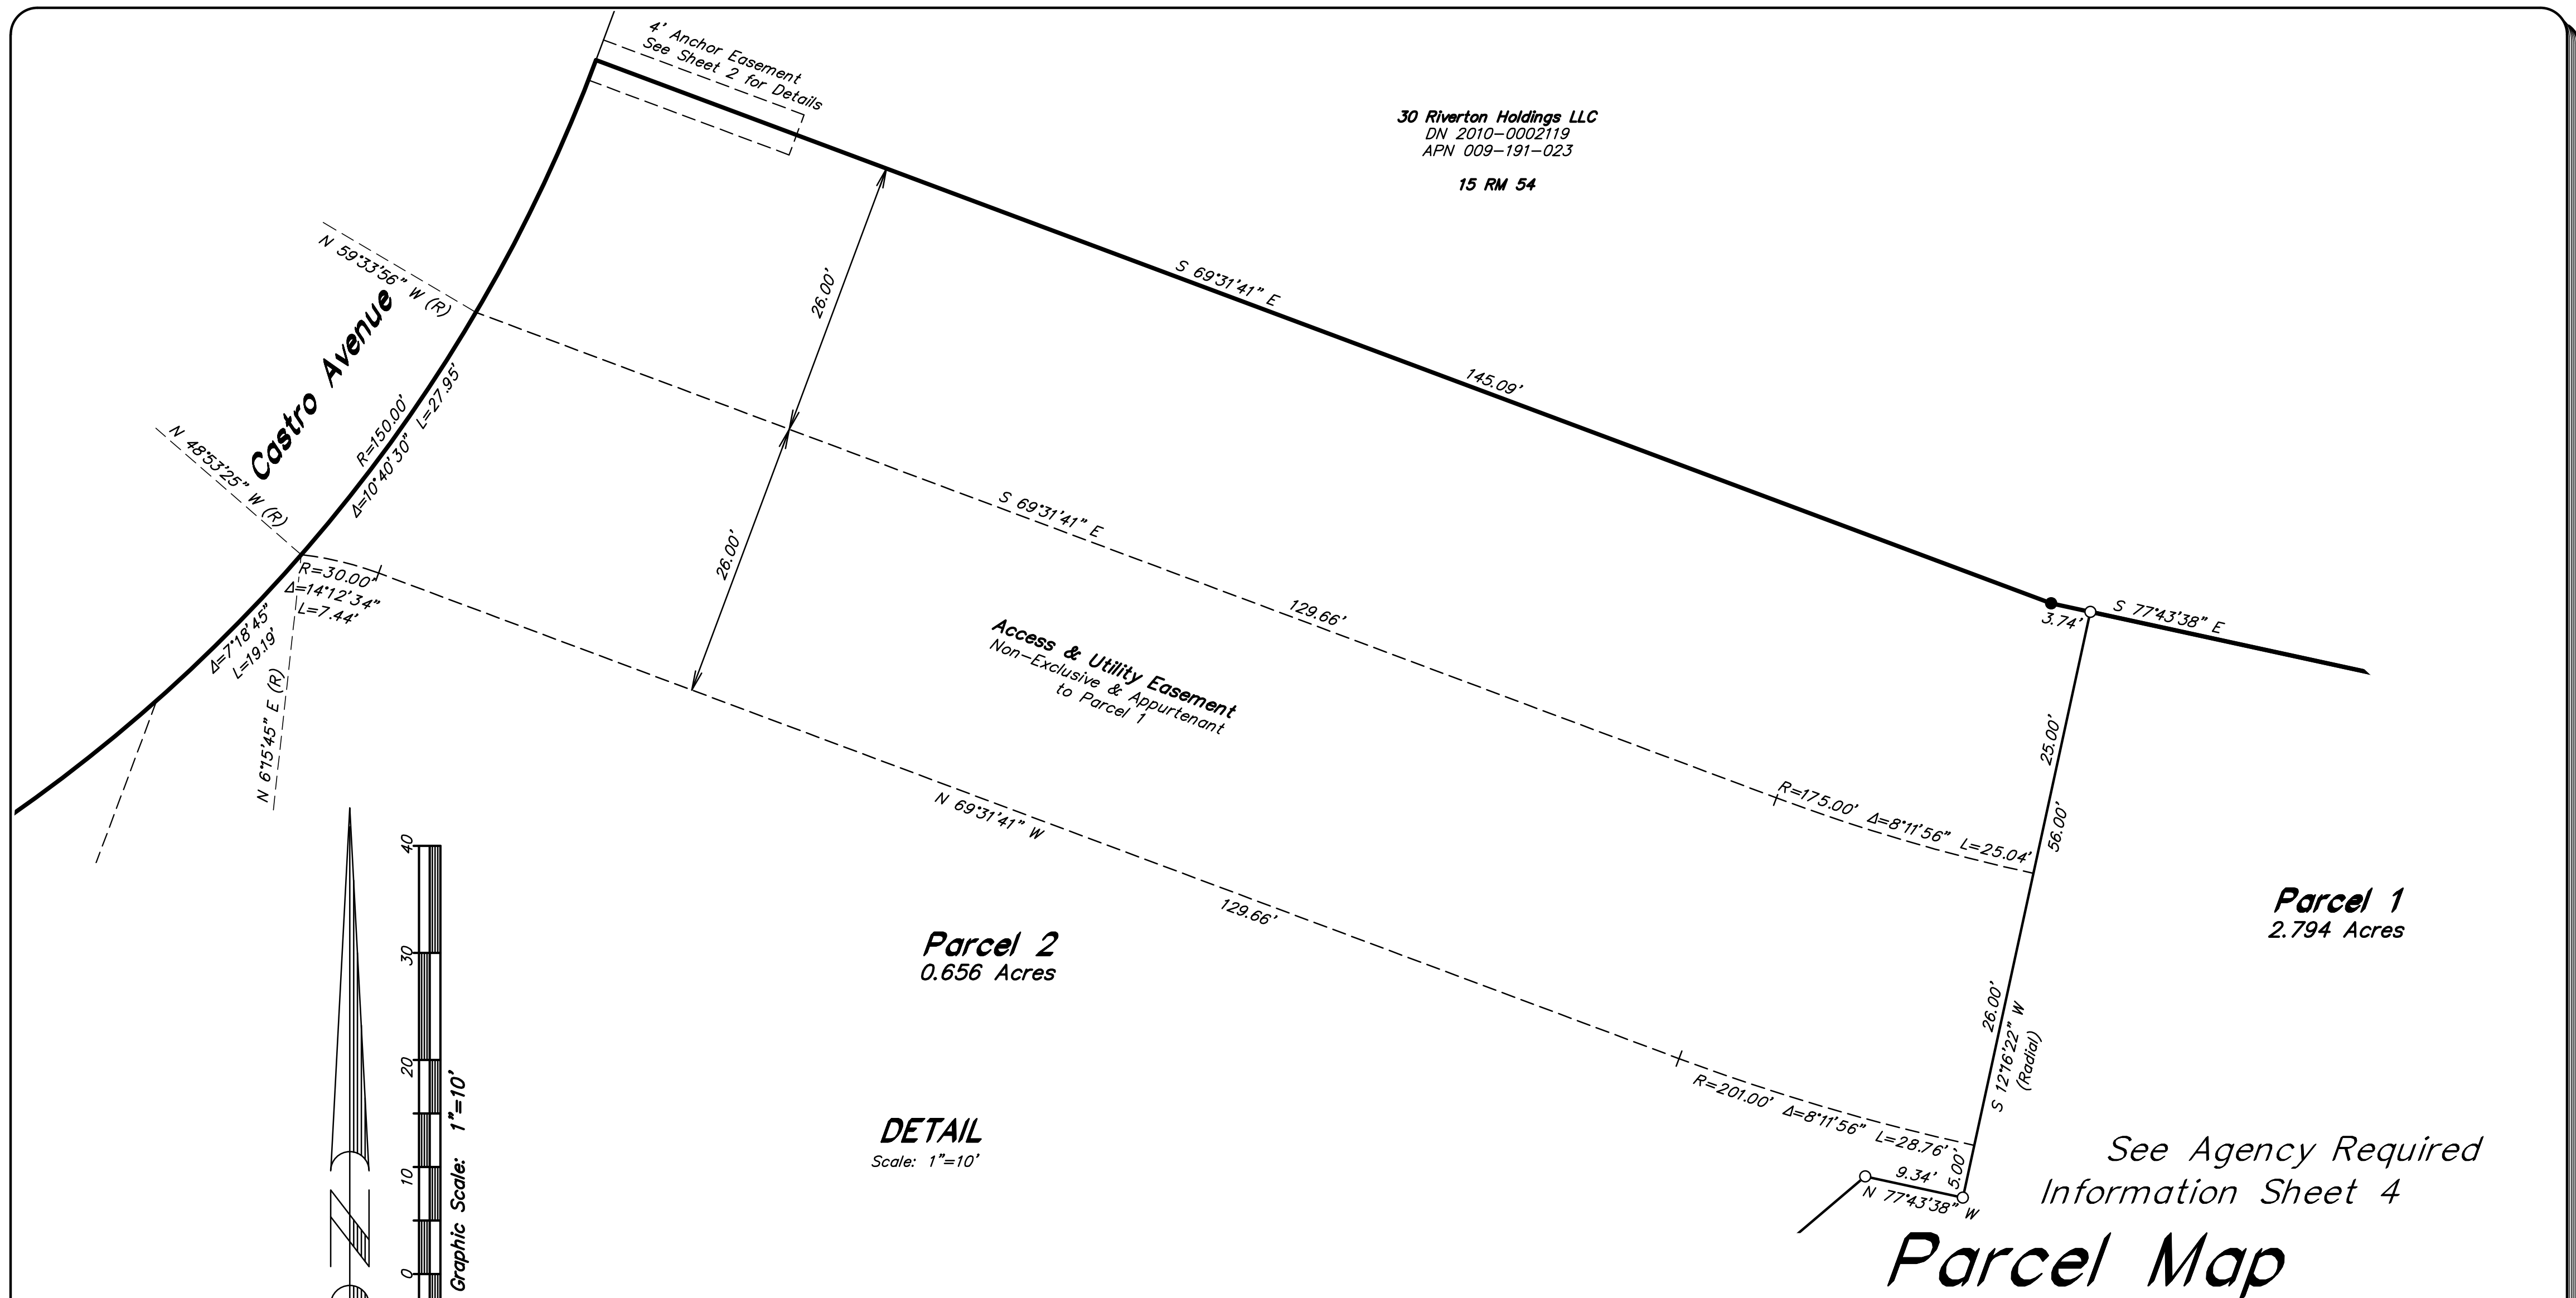 4' Anchor Easement
See Sheet 2 for Details
30 Riverton Holdings LLC
DN 2010-0002119
APN 009-191-023
15 RM 54
N 59°33'56" W (R)
Castro Avenue
26.00'
S 69°31'41" E
145.09'
R=150.00'
Δ=10°40'30" L=27.95'
N 48°53'25" W (R)
S 69°31'41" E
26.00'
129.66'
R=30.00'
Δ=14°12'34"
L=7.44'
Δ=7°18'45"
L=19.19'
N 6°15'45" E (R)
Access & Utility Easement
Non-Exclusive & Appurtenant
to Parcel 1
3.74'
S 77°43'38" E
25.00'
56.00'
R=175.00' Δ=8°11'56" L=25.04'
N 69°31'41" W
129.66'
Parcel 1
2.794 Acres
Parcel 2
0.656 Acres
26.00'
S 12°16'22" W
(Radial)
R=201.00' Δ=8°11'56" L=28.76'
5.00'
9.34'
N 77°43'38" W
DETAIL
Scale: 1"=10'
40
30
20
10
0
Graphic Scale: 1"=10'
N
See Agency Required
Information Sheet 4
Parcel Map